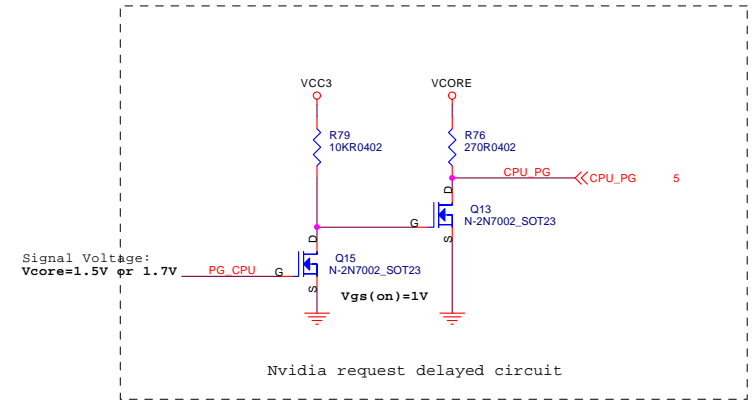 VCC3
VCORE
R79
10KR0402
R76
270R0402
CPU_PG
CPU_PG 5
D
G
S
Q13
N-2N7002_SOT23
Signal Voltage:
Vcore=1.5V or 1.7V
PG_CPU
G
D
S
Q15
N-2N7002_SOT23
Vgs(on)=1V
Nvidia request delayed circuit